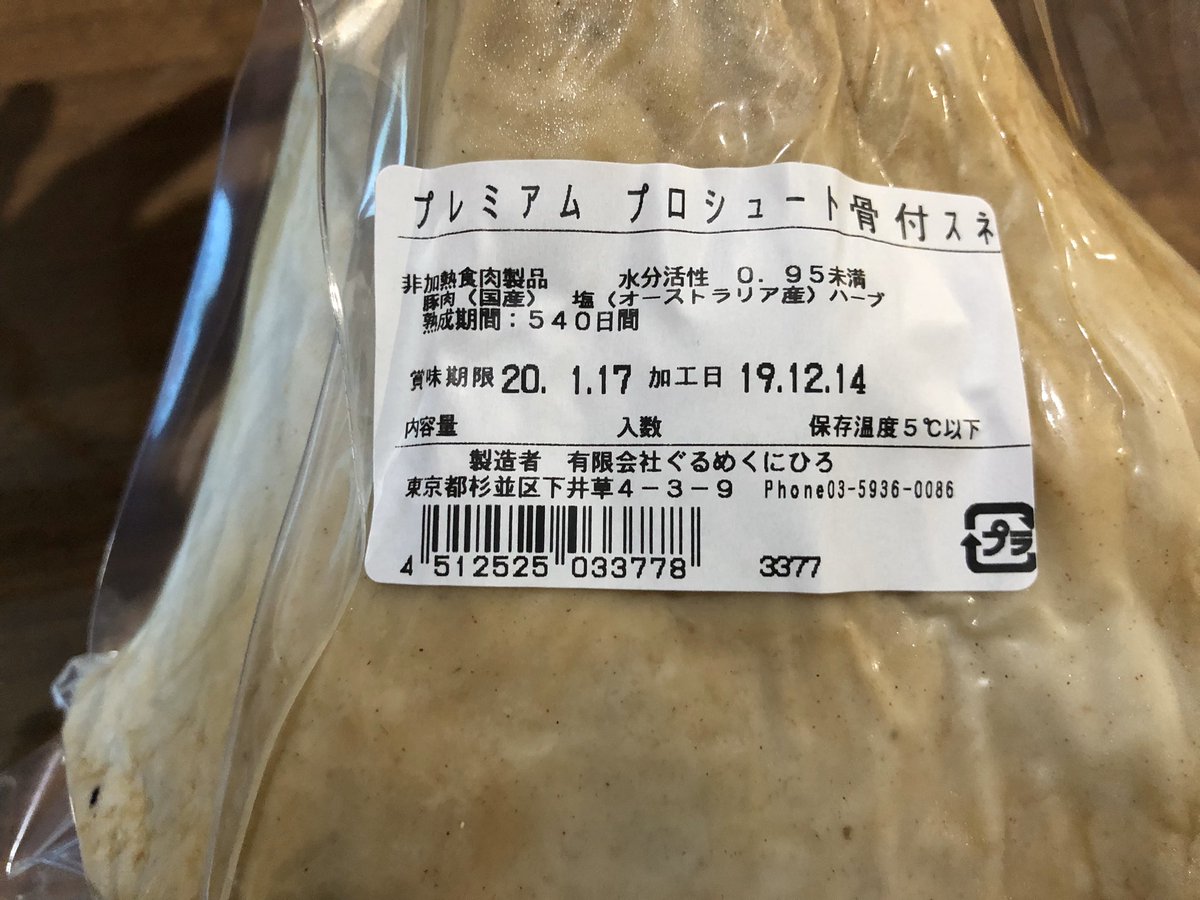 プレミアム プロシュート骨付スネ
非加熱食肉製品 水分活性 0.95未満
豚肉(国産) 塩(オーストラリア産)ハーブ
熟成期間:540日間
賞味期限 20. 1.17 加工日 19.12.14
内容量 入数 保存温度5℃以下
製造者 有限会社ぐるめくにひろ
東京都杉並区下井草4-3-9 Phone03-5936-0086
4 512525 033778 3377
プラ